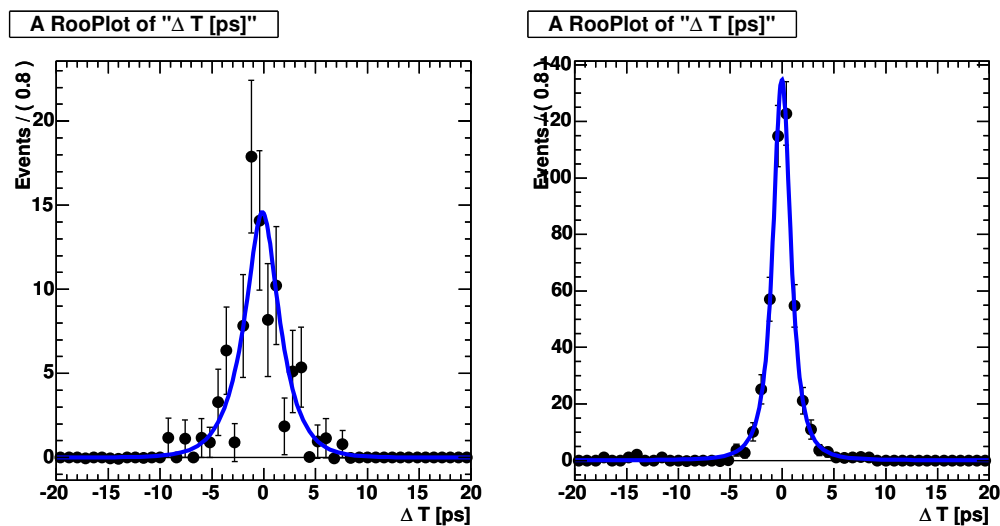 A RooPlot of "Δ T [ps]"
Events / ( 0.8 )
20
15
10
5
0
-20 -15 -10 -5 0 5 10 15 20
Δ T [ps]
A RooPlot of "Δ T [ps]"
Events / ( 0.8 )
140
120
100
80
60
40
20
0
-20 -15 -10 -5 0 5 10 15 20
Δ T [ps]